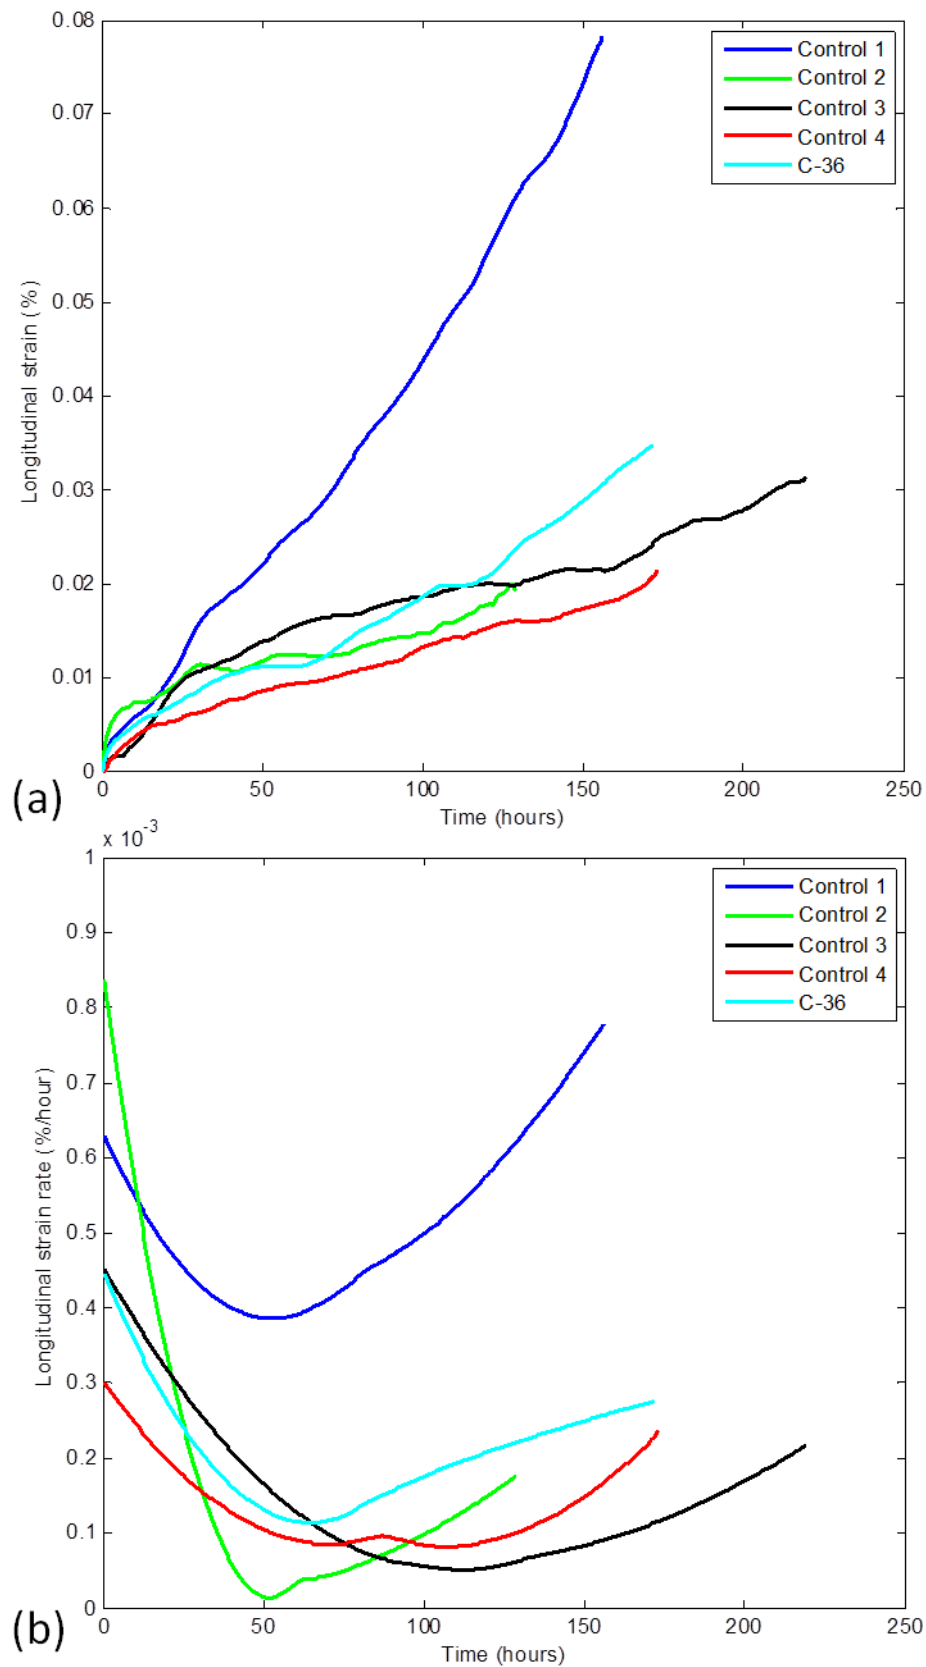 0.08
0.07
0.06
0.05
0.04
0.03
0.02
0.01
0
Longitudinal strain (%)
Control 1
Control 2
Control 3
Control 4
C-36
0 50 100 150 200 250
Time (hours)
(a)
x 10-3
1
0.9
0.8
0.7
0.6
0.5
0.4
0.3
0.2
0.1
0
Longitudinal strain rate (%/hour)
Control 1
Control 2
Control 3
Control 4
C-36
0 50 100 150 200 250
Time (hours)
(b)